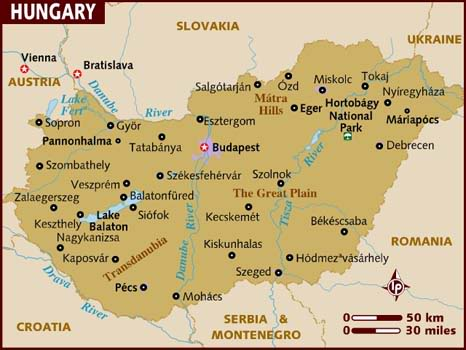 HUNGARY
SLOVAKIA
UKRAINE
Vienna
Bratislava
AUSTRIA
Salgótarján
Ózd
Miskolc
Tokaj
Nyíregyháza
Lake
Fert
Danube
River
Mátra
Hills
Eger
Hortobágy
National
Park
Máriapócs
Sopron
Győr
Esztergom
Pannonhalma
Tatabánya
Budapest
Debrecen
River
Szombathely
Székesfehérvár
Szolnok
Veszprém
The Great Plain
Zalaegerszeg
Balatonfüred
Keszthely
Lake
Balaton
Siófok
Kecskemét
Tisza
Békéscsaba
Nagykanizsa
Transdanubia
Danube River
Kiskunhalas
ROMANIA
Kaposvár
Hódmezővásárhely
Szeged
Drava
River
Pécs
Mohács
CROATIA
SERBIA &
MONTENEGRO
lp
0 50 km
0 30 miles